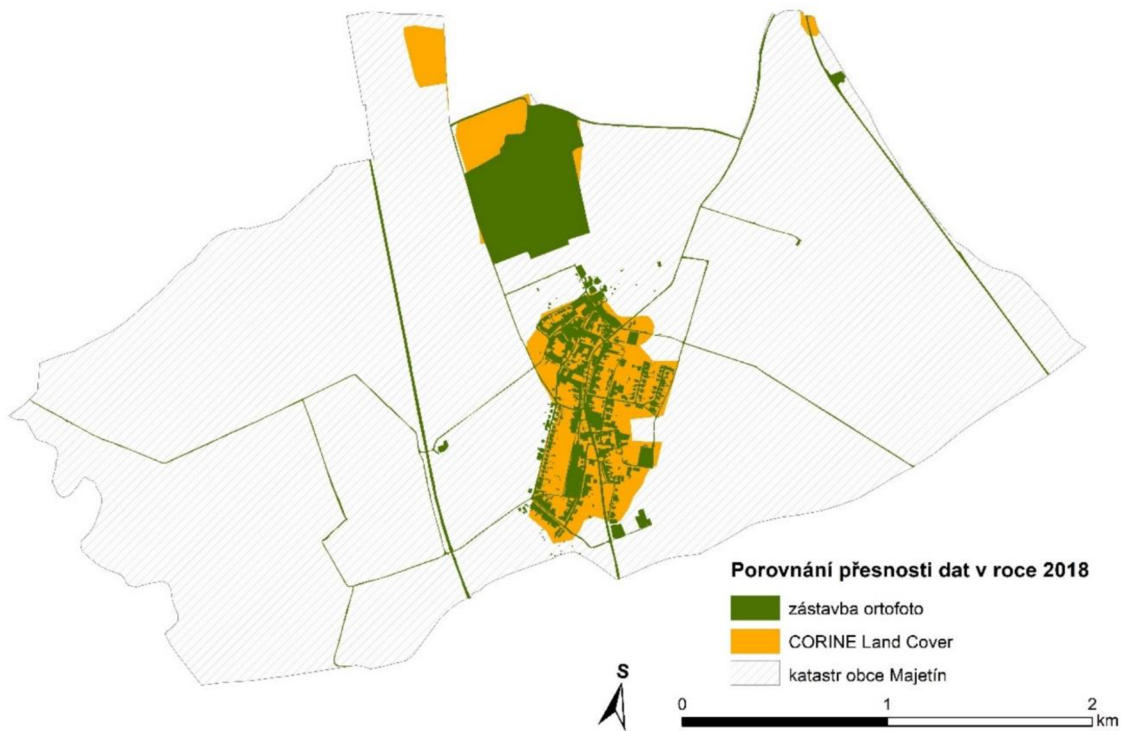 Porovnání přesnosti dat v roce 2018
zástavba ortofoto
CORINE Land Cover
katastr obce Majetín
S
0 1 2
km